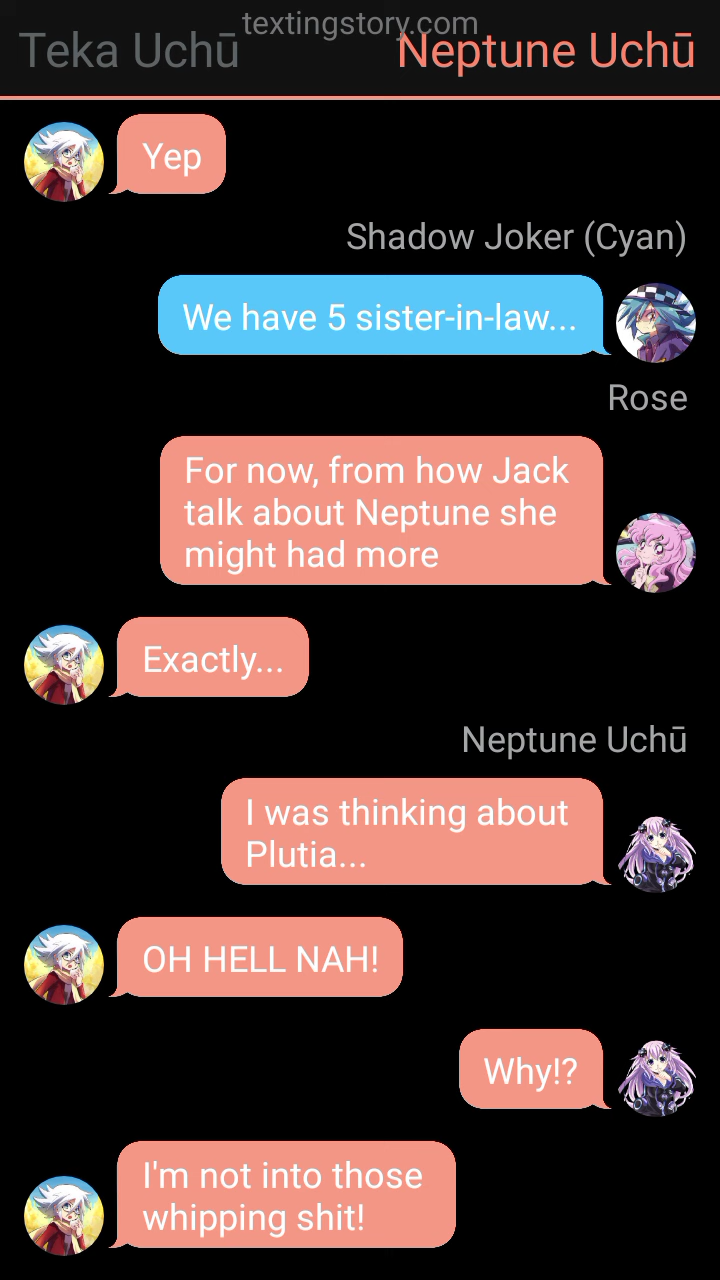 textingstory.com
Teka Uchū
Neptune Uchū
Yep
Shadow Joker (Cyan)
We have 5 sister-in-law...
Rose
For now, from how Jack
talk about Neptune she
might had more
Exactly...
Neptune Uchū
I was thinking about
Plutia...
OH HELL NAH!
Why!?
I'm not into those
whipping shit!